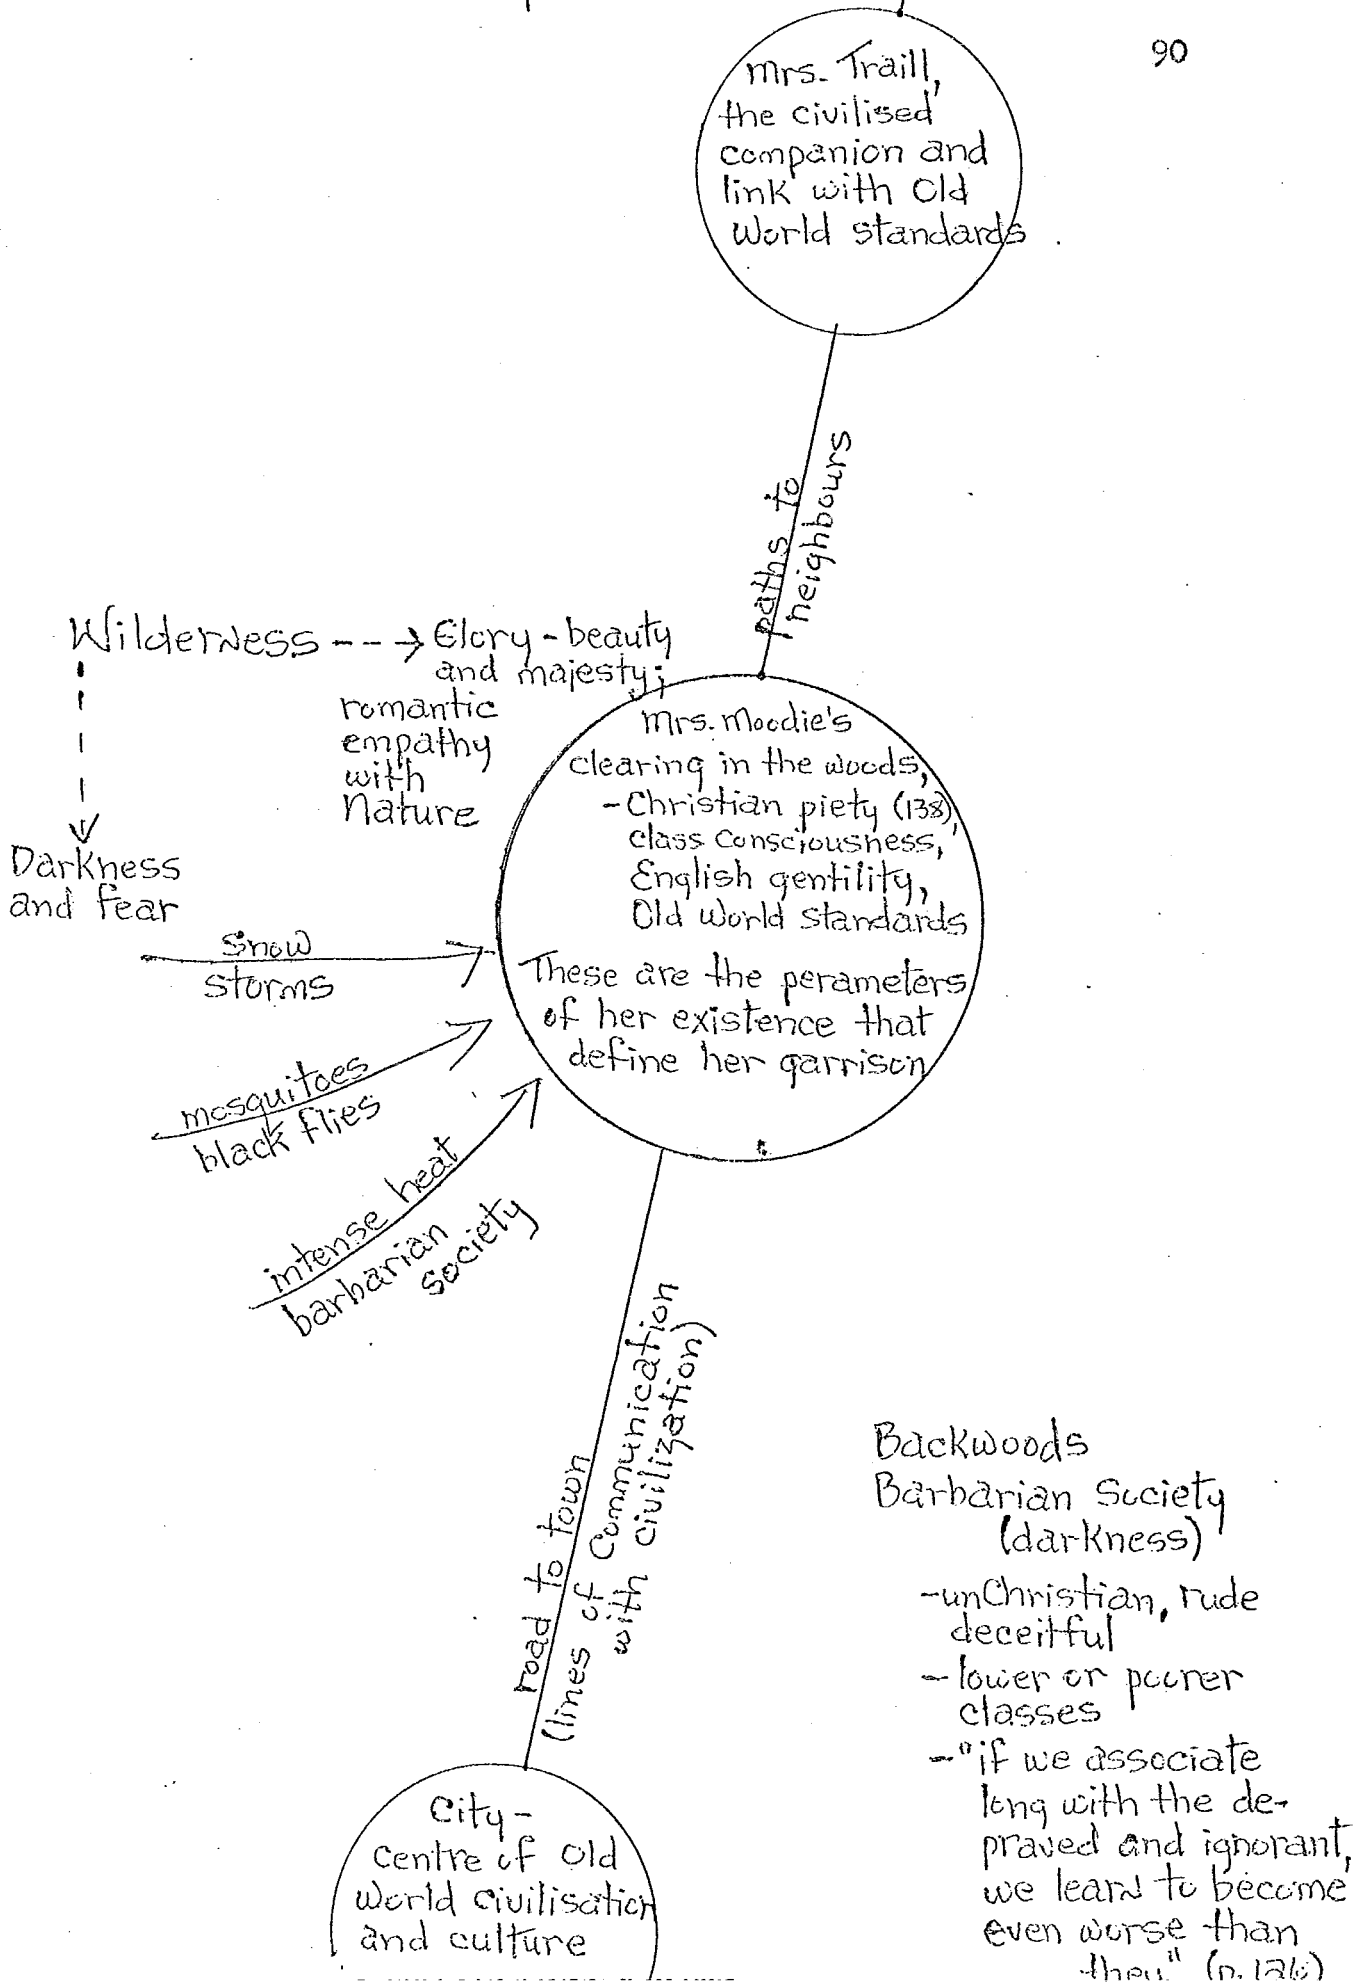 90
Mrs. Traill,
the civilised
companion and
link with Old
World standards
paths to
neighbours
Wilderness --→ Glory - beauty
and majesty;
romantic
empathy
with
Nature
Darkness
and fear
Mrs. Moodie's
clearing in the woods,
-Christian piety (138),
class consciousness,
English gentility,
Old World Standards
These are the perameters
of her existence that
define her garrison
snow
storms
mosquitoes
black flies
intense heat
barbarian
society
road to town
(lines of Communication
with civilization)
City-
centre of Old
World civilisation
and culture
Backwoods
Barbarian Society
(darkness)
-unChristian, rude
deceitful
- lower or poorer
classes
-"if we associate
long with the de-
praved and ignorant,
we learn to become
even worse than
they" (p.126)